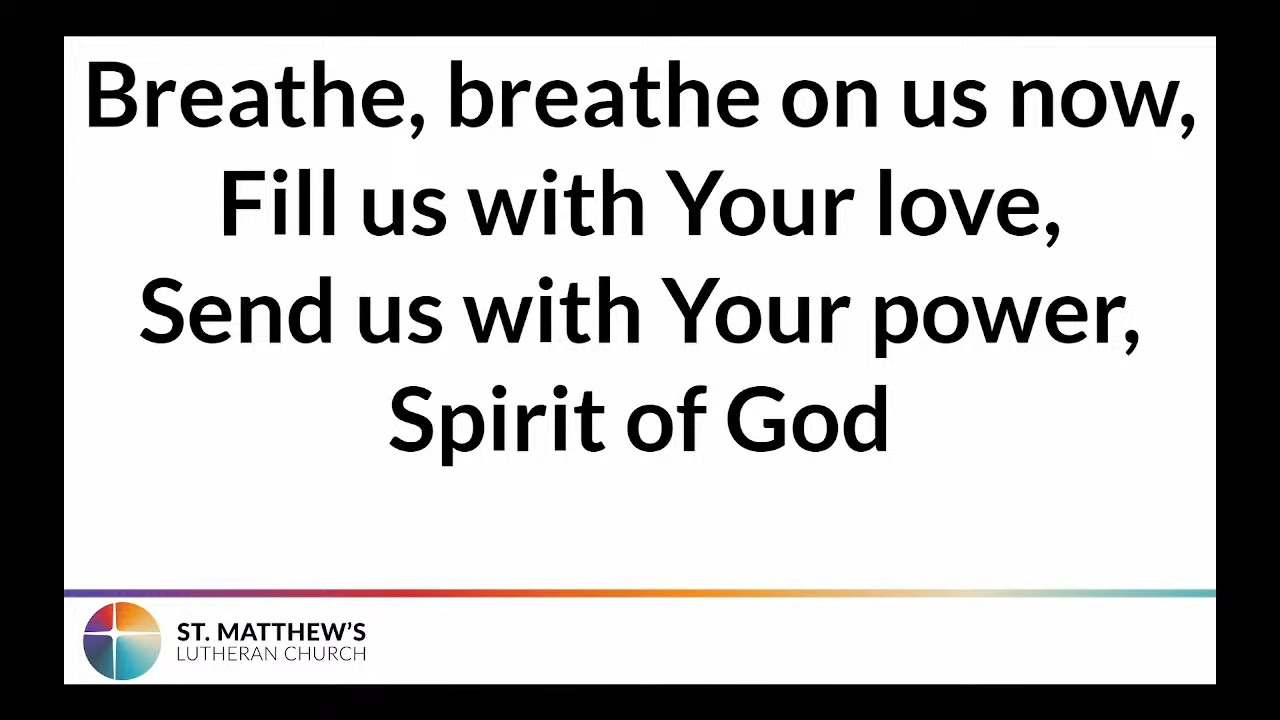 Breathe, breathe on us now,
Fill us with Your love,
Send us with Your power,
Spirit of God
ST. MATTHEW'S
LUTHERAN CHURCH